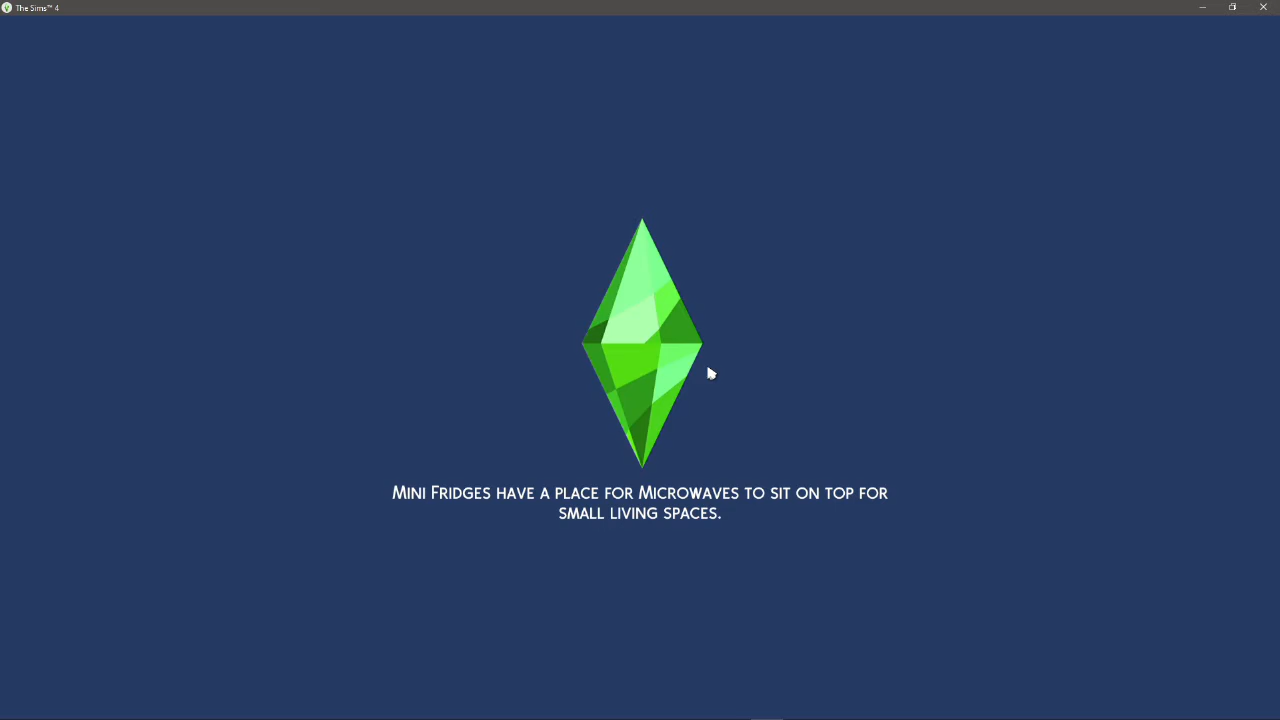 The Sims™ 4
Mini Fridges have a place for Microwaves to sit on top for
small living spaces.